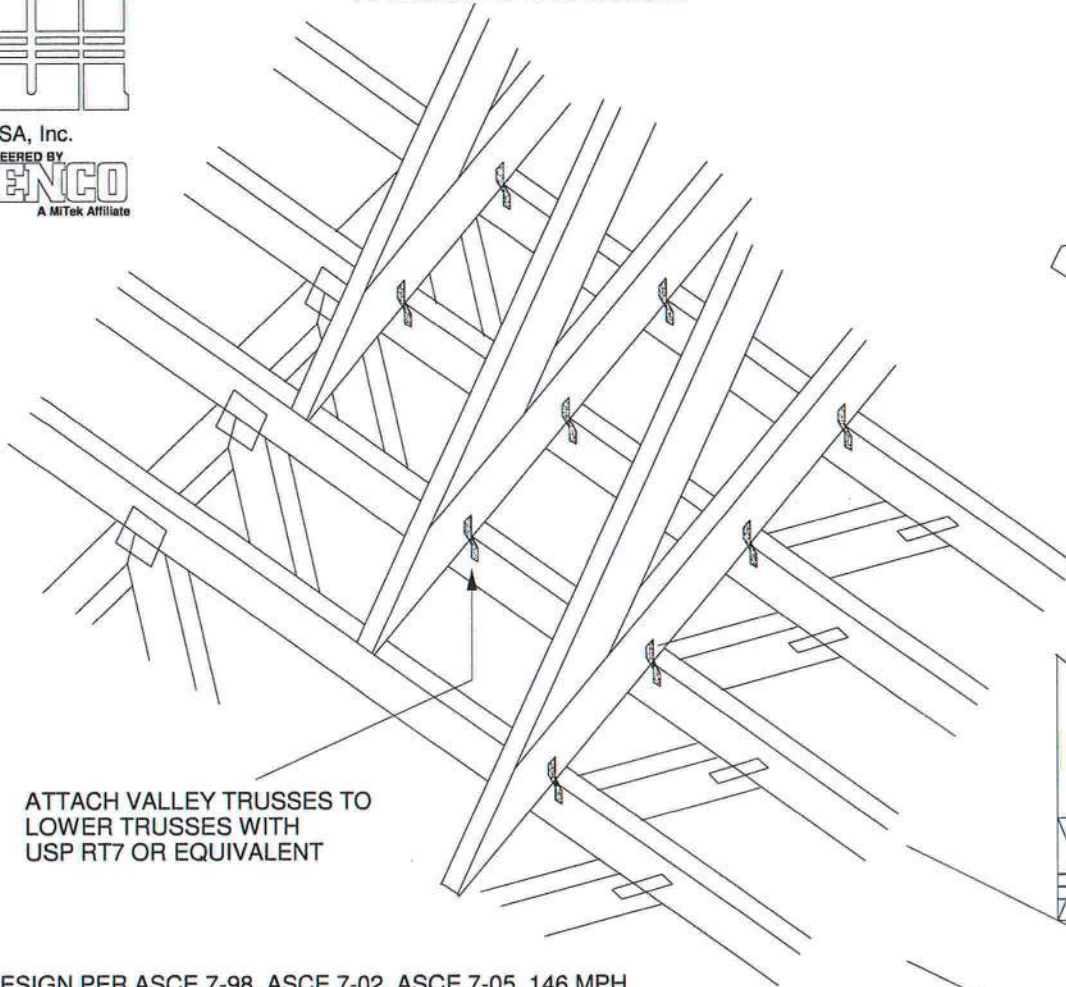 SA, Inc.
EERED BY
ENCO
A MiTek Affiliate
ATTACH VALLEY TRUSSES TO
LOWER TRUSSES WITH
USP RT7 OR EQUIVALENT
ESIGN PER ASCE 7-98, ASCE 7-02, ASCE 7-05 146 MPH